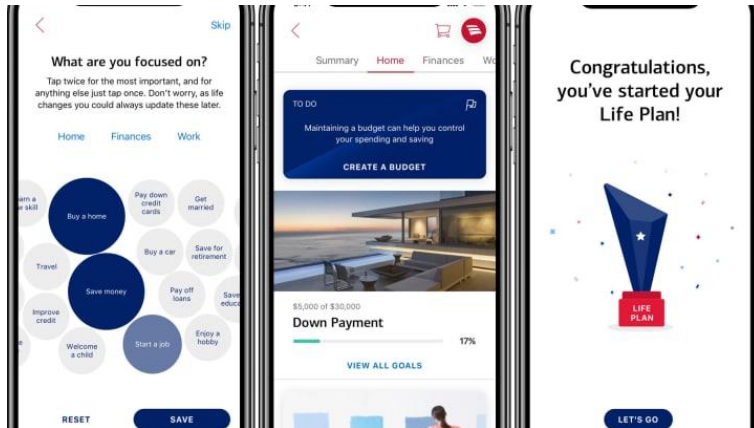 Skip
What are you focused on?
Tap twice for the most important, and for
anything else just tap once. Don't worry, as life
changes you could always update these later.
Home Finances Work
skill
Buy a home
Pay down
credit
cards
Get
married
Travel
Buy a car
Save for
retirement
Save money
Pay off
loans
Save
Improve
credit
Welcome
a child
Start a job
Enjoy a
hobby
RESET
SAVE
Summary Home Finances
TO DO
Maintaining a budget can help you control
your spending and saving
CREATE A BUDGET
$5,000 of $30,000
Down Payment
17%
VIEW ALL GOALS
Congratulations,
you've started your
Life Plan!
LIFE
PLAN
LET'S GO